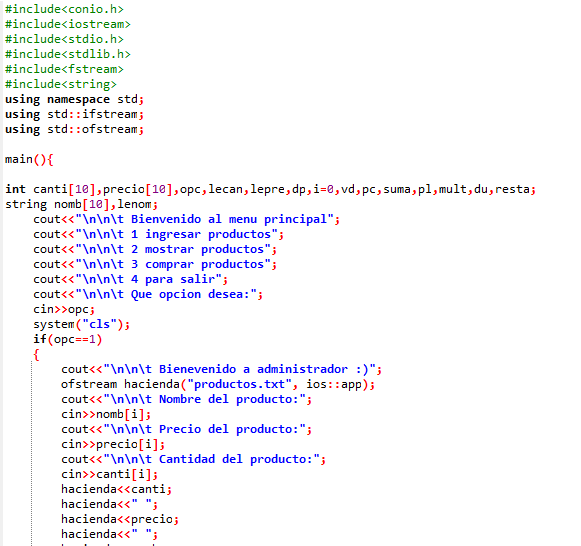 #include<conio.h>
#include<iostream>
#include<stdio.h>
#include<stdlib.h>
#include<fstream>
#include<string>
using namespace std;
using std::ifstream;
using std::ofstream;
main(){
int canti[10],precio[10],opc,lecan,lepre,dp,i=0,vd,pc,suma,pl,mult,du,resta;
string nomb[10],lenom;
cout<<"\n\n\t Bienvenido al menu principal";
cout<<"\n\n\t 1 ingresar productos";
cout<<"\n\n\t 2 mostrar productos";
cout<<"\n\n\t 3 comprar productos";
cout<<"\n\n\t 4 para salir";
cout<<"\n\n\t Que opcion desea:";
cin>>opc;
system("cls");
if(opc==1)
{
cout<<"\n\n\t Bienevenido a administrador :)";
ofstream hacienda("productos.txt", ios::app);
cout<<"\n\n\t Nombre del producto:";
cin>>nomb[i];
cout<<"\n\n\t Precio del producto:";
cin>>precio[i];
cout<<"\n\n\t Cantidad del producto:";
cin>>canti[i];
hacienda<<canti;
hacienda<<" ";
hacienda<<precio;
hacienda<<" ";